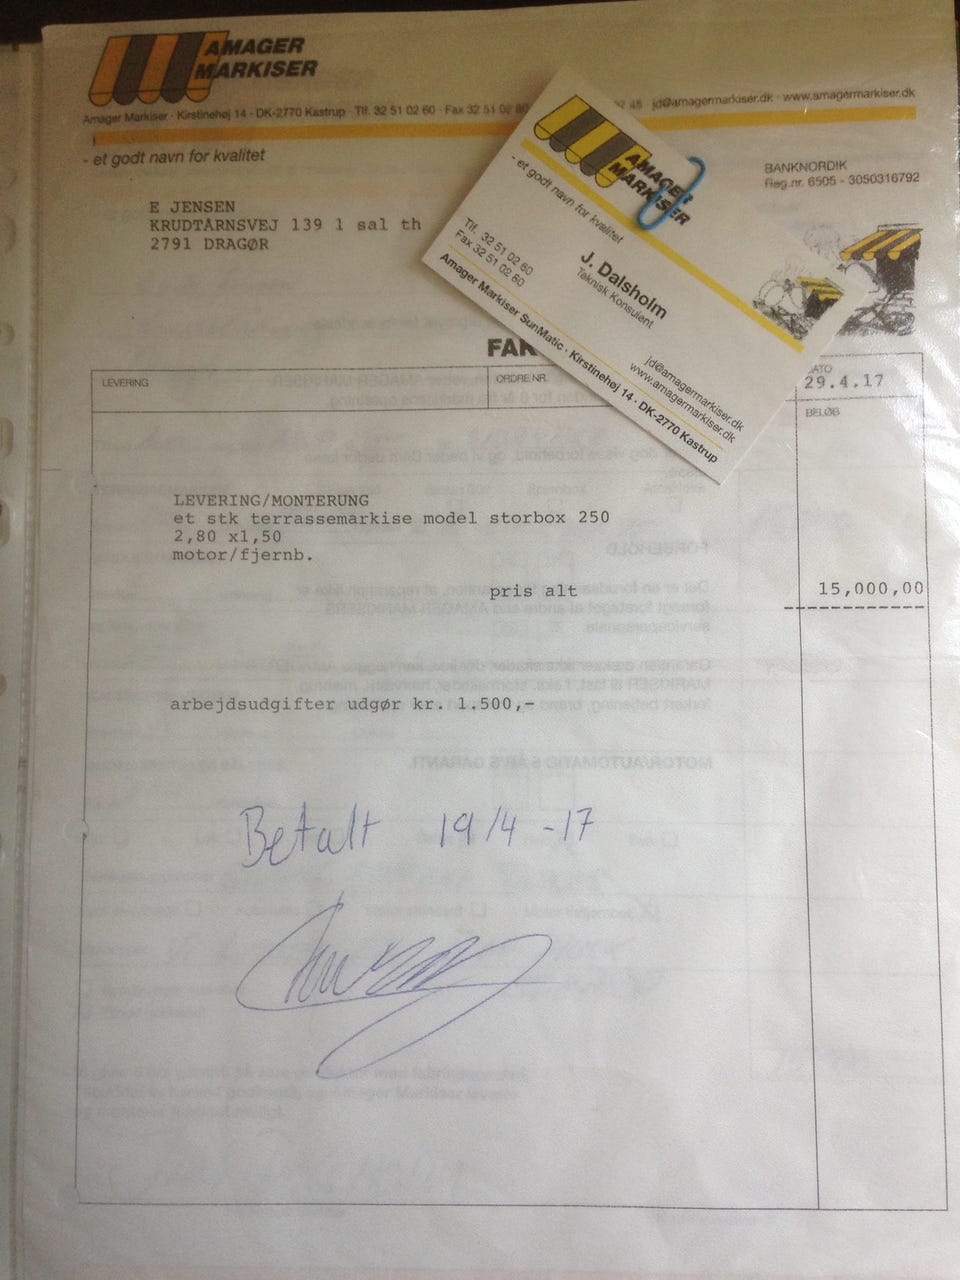 AMAGER
MARKISER
Amager Markiser · Kirstinehøj 14 · DK-2770 Kastrup · Tlf. 32 51 02 60 · Fax 32 51 02 60
jd@amagermarkiser.dk · www.amagermarkiser.dk
- et godt navn for kvalitet
BANKNORDIK
Reg.nr. 6505 - 3050316792
E JENSEN
KRUDTÅRNSVEJ 139 1 sal th
2791 DRAGØR
AMAGER
MARKISER
- et godt navn for kvalitet
J. Dalsholm
Teknisk Konsulent
Tlf. 32 51 02 60
Fax 32 51 02 60
jd@amagermarkiser.dk
www.amagermarkiser.dk
Amager Markiser SunMatic · Kirstinehøj 14 · DK-2770 Kastrup
FAK
LEVERING
ORDRE NR.
DATO
29.4.17
BELØB
LEVERING/MONTERUNG
et stk terrassemarkise model storbox 250
2,80 x1,50
motor/fjernb.
pris alt 15,000,00
arbejdsudgifter udgør kr. 1.500,-
Betalt 19/4 -17